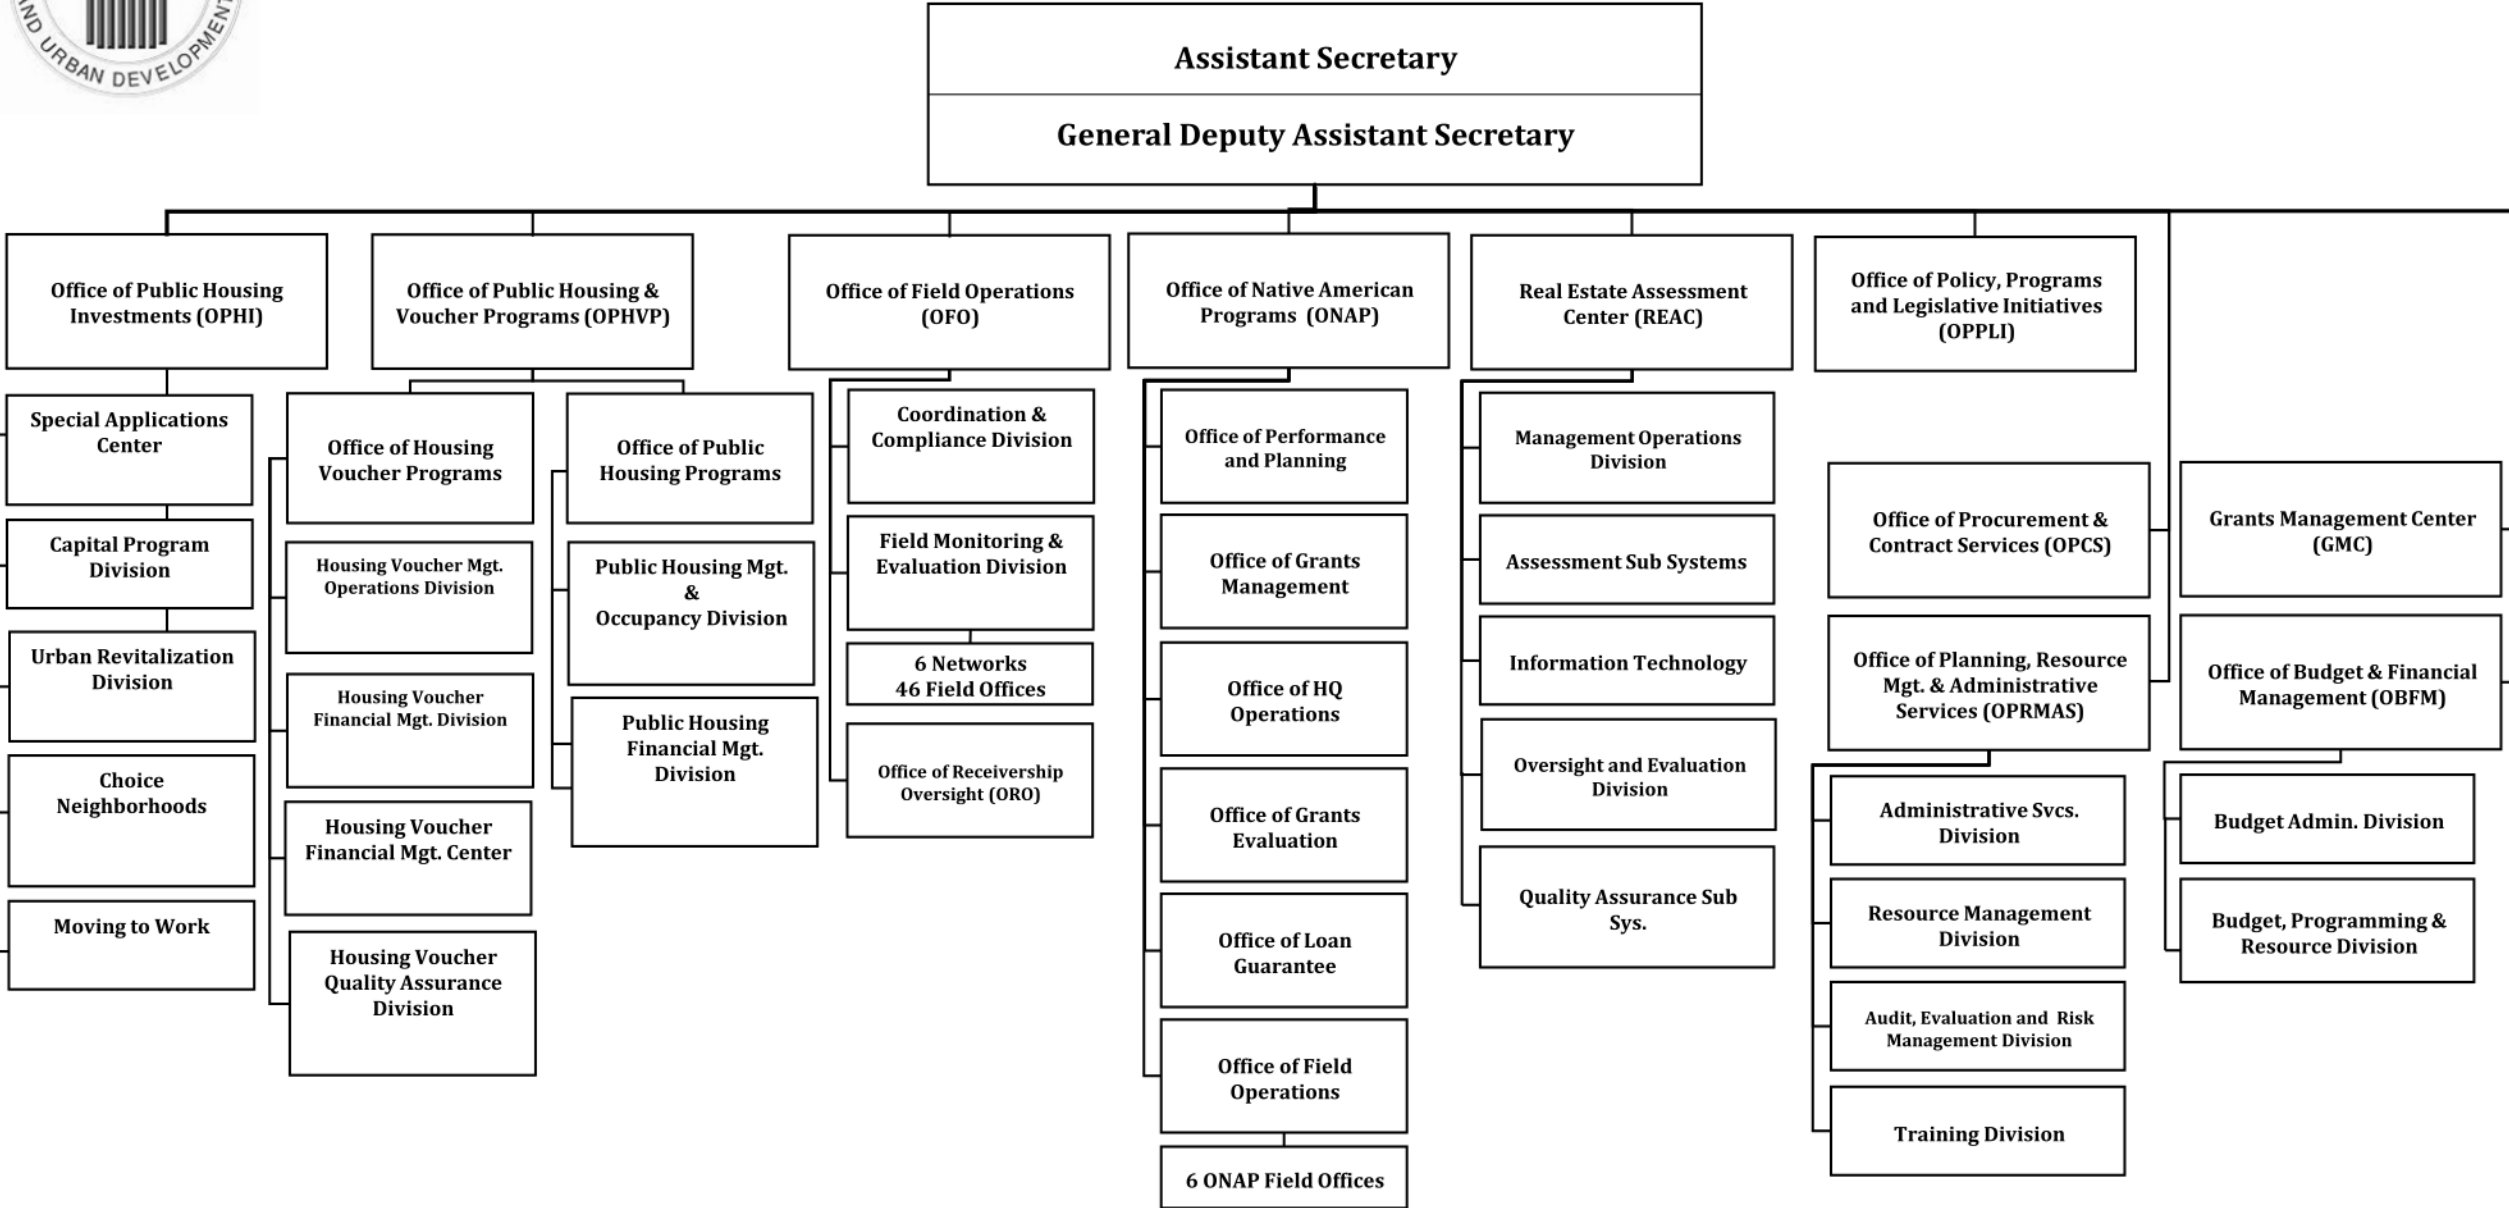 AND URBAN DEVELOPMENT
Assistant Secretary
General Deputy Assistant Secretary
Office of Public Housing
Investments (OPHI)
Office of Public Housing &
Voucher Programs (OPHVP)
Office of Field Operations
(OFO)
Office of Native American
Programs (ONAP)
Real Estate Assessment
Center (REAC)
Office of Policy, Programs
and Legislative Initiatives
(OPPLI)
Special Applications
Center
Capital Program
Division
Urban Revitalization
Division
Choice
Neighborhoods
Moving to Work
Office of Housing
Voucher Programs
Housing Voucher Mgt.
Operations Division
Housing Voucher
Financial Mgt. Division
Housing Voucher
Financial Mgt. Center
Housing Voucher
Quality Assurance
Division
Office of Public
Housing Programs
Public Housing Mgt.
&
Occupancy Division
Public Housing
Financial Mgt.
Division
Coordination &
Compliance Division
Field Monitoring &
Evaluation Division
6 Networks
46 Field Offices
Office of Receivership
Oversight (ORO)
Office of Performance
and Planning
Office of Grants
Management
Office of HQ
Operations
Office of Grants
Evaluation
Office of Loan
Guarantee
Office of Field
Operations
6 ONAP Field Offices
Management Operations
Division
Assessment Sub Systems
Information Technology
Oversight and Evaluation
Division
Quality Assurance Sub
Sys.
Office of Procurement &
Contract Services (OPCS)
Office of Planning, Resource
Mgt. & Administrative
Services (OPRMAS)
Administrative Svcs.
Division
Resource Management
Division
Audit, Evaluation and Risk
Management Division
Training Division
Grants Management Center
(GMC)
Office of Budget & Financial
Management (OBFM)
Budget Admin. Division
Budget, Programming &
Resource Division